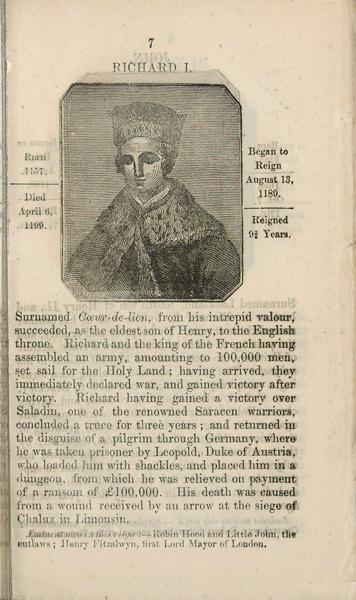 7
RICHARD I.
Born
1157.
Died
April 6,
1199.
Began to
Reign
August 13,
1189.
Reigned
9¾ Years.
Surnamed Cœur-de-lion, from his intrepid valour,
succeeded, as the eldest son of Henry, to the English
throne. Richard and the king of the French having
assembled an army, amounting to 100,000 men,
set sail for the Holy Land; having arrived, they
immediately declared war, and gained victory after
victory. Richard having gained a victory over
Saladin, one of the renowned Saracen warriors,
concluded a truce for three years; and returned in
the disguise of a pilgrim through Germany, where
he was taken prisoner by Leopold, Duke of Austria,
who loaded him with shackles, and placed him in a
dungeon, from which he was relieved on payment
of a ransom of £100,000. His death was caused
from a wound received by an arrow at the siege of
Chaluz in Limousin.
Eminent men in this reign:—Robin Hood and Little John, the
outlaws; Henry Fitzalwyn, first Lord Mayor of London.